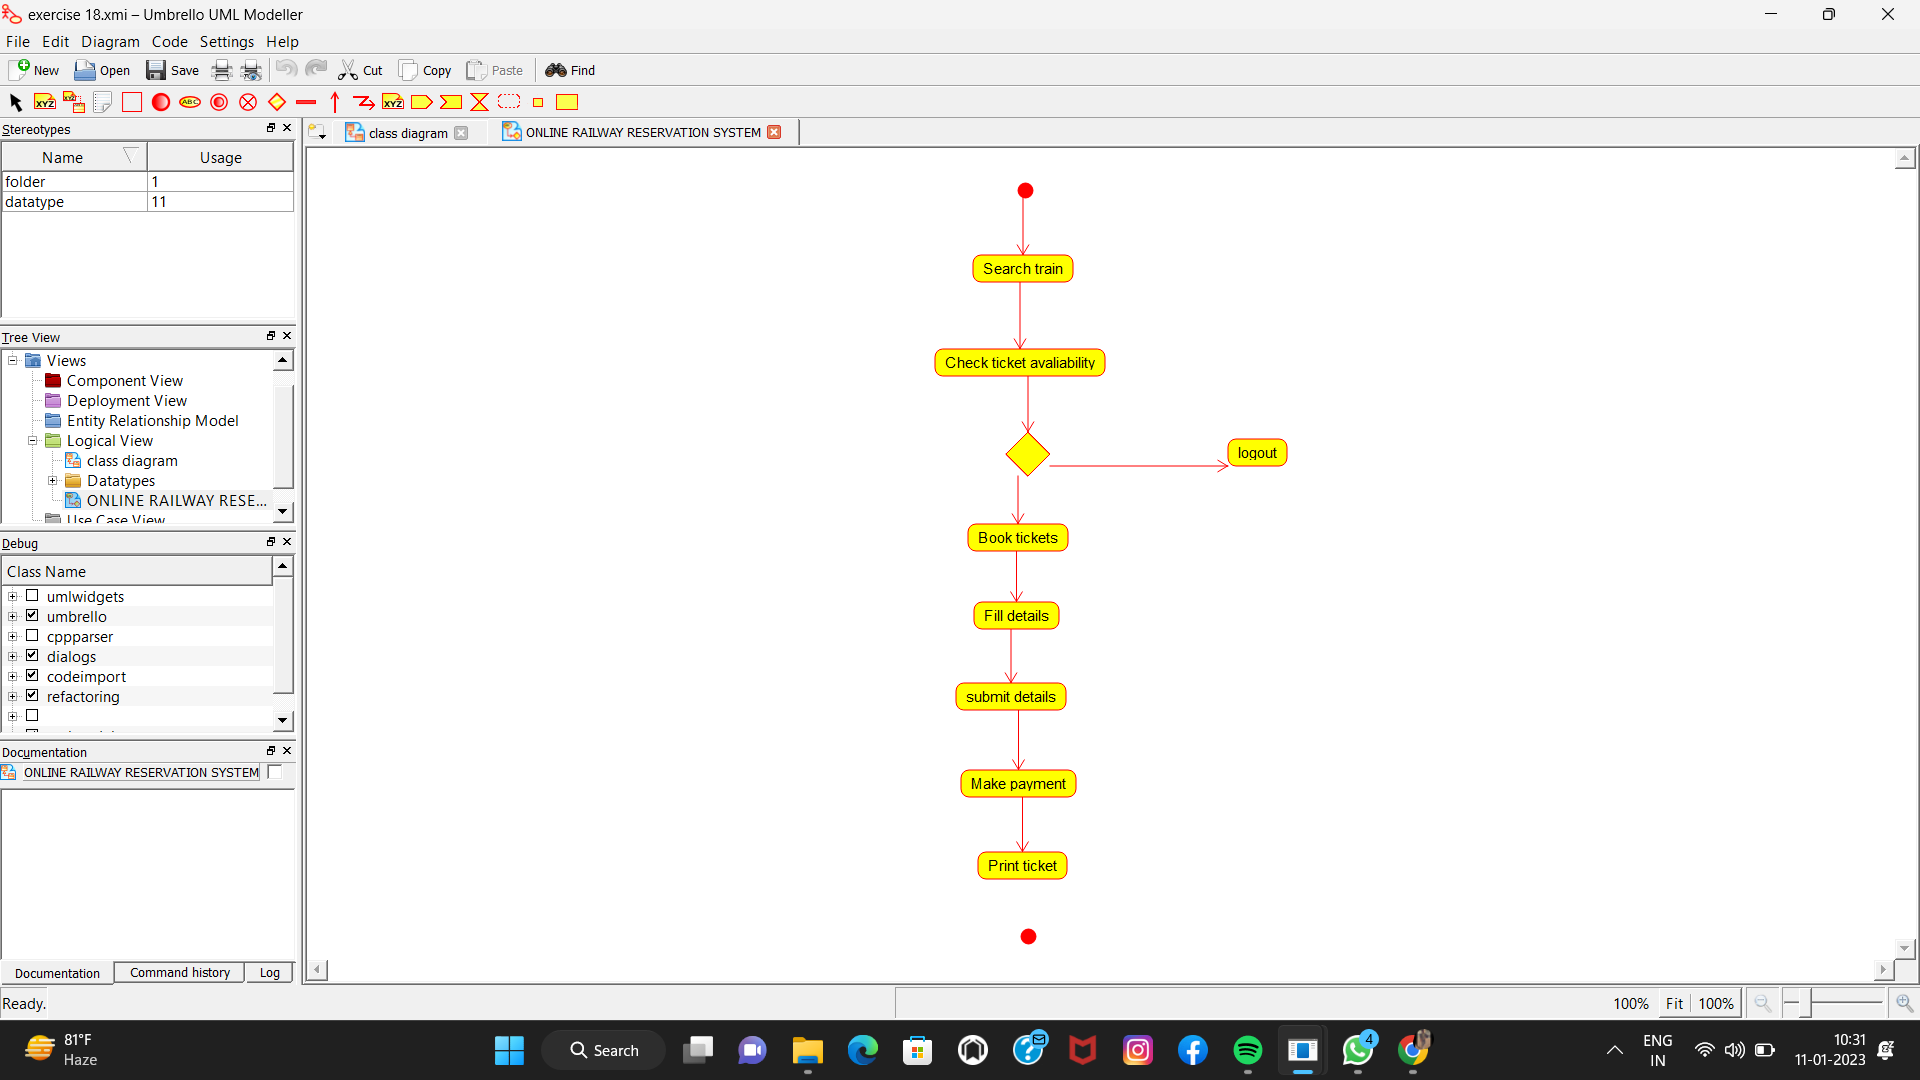 exercise 18.xmi – Umbrello UML Modeller
File Edit Diagram Code Settings Help
New Open Save Cut Copy Paste Find
XYZ XYZ ABC XYZ
Stereotypes
class diagram ONLINE RAILWAY RESERVATION SYSTEM
Name Usage
folder 1
datatype 11
Tree View
Views
Component View
Deployment View
Entity Relationship Model
Logical View
class diagram
Datatypes
ONLINE RAILWAY RESE...
Use Case View
Debug
Class Name
umlwidgets
umbrello
cppparser
dialogs
codeimport
refactoring
Documentation
ONLINE RAILWAY RESERVATION SYSTEM
Documentation Command history Log
Search train
Check ticket avaliability
logout
Book tickets
Fill details
submit details
Make payment
Print ticket
Ready.
100% Fit 100%
81°F
Haze
Search
4
ENG
IN
10:31
11-01-2023